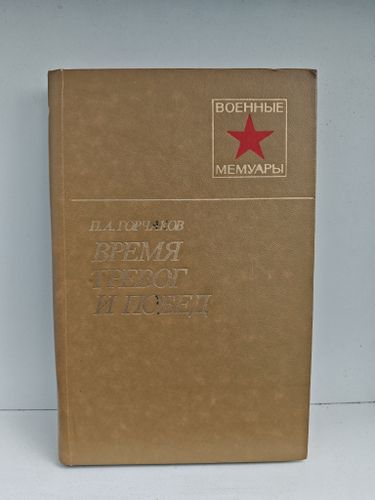 ВОЕННЫЕ
МЕМУАРЫ
П.А.ГОРЧАКОВ
ВРЕМЯ
ТРЕВОГ
И ПОБЕД